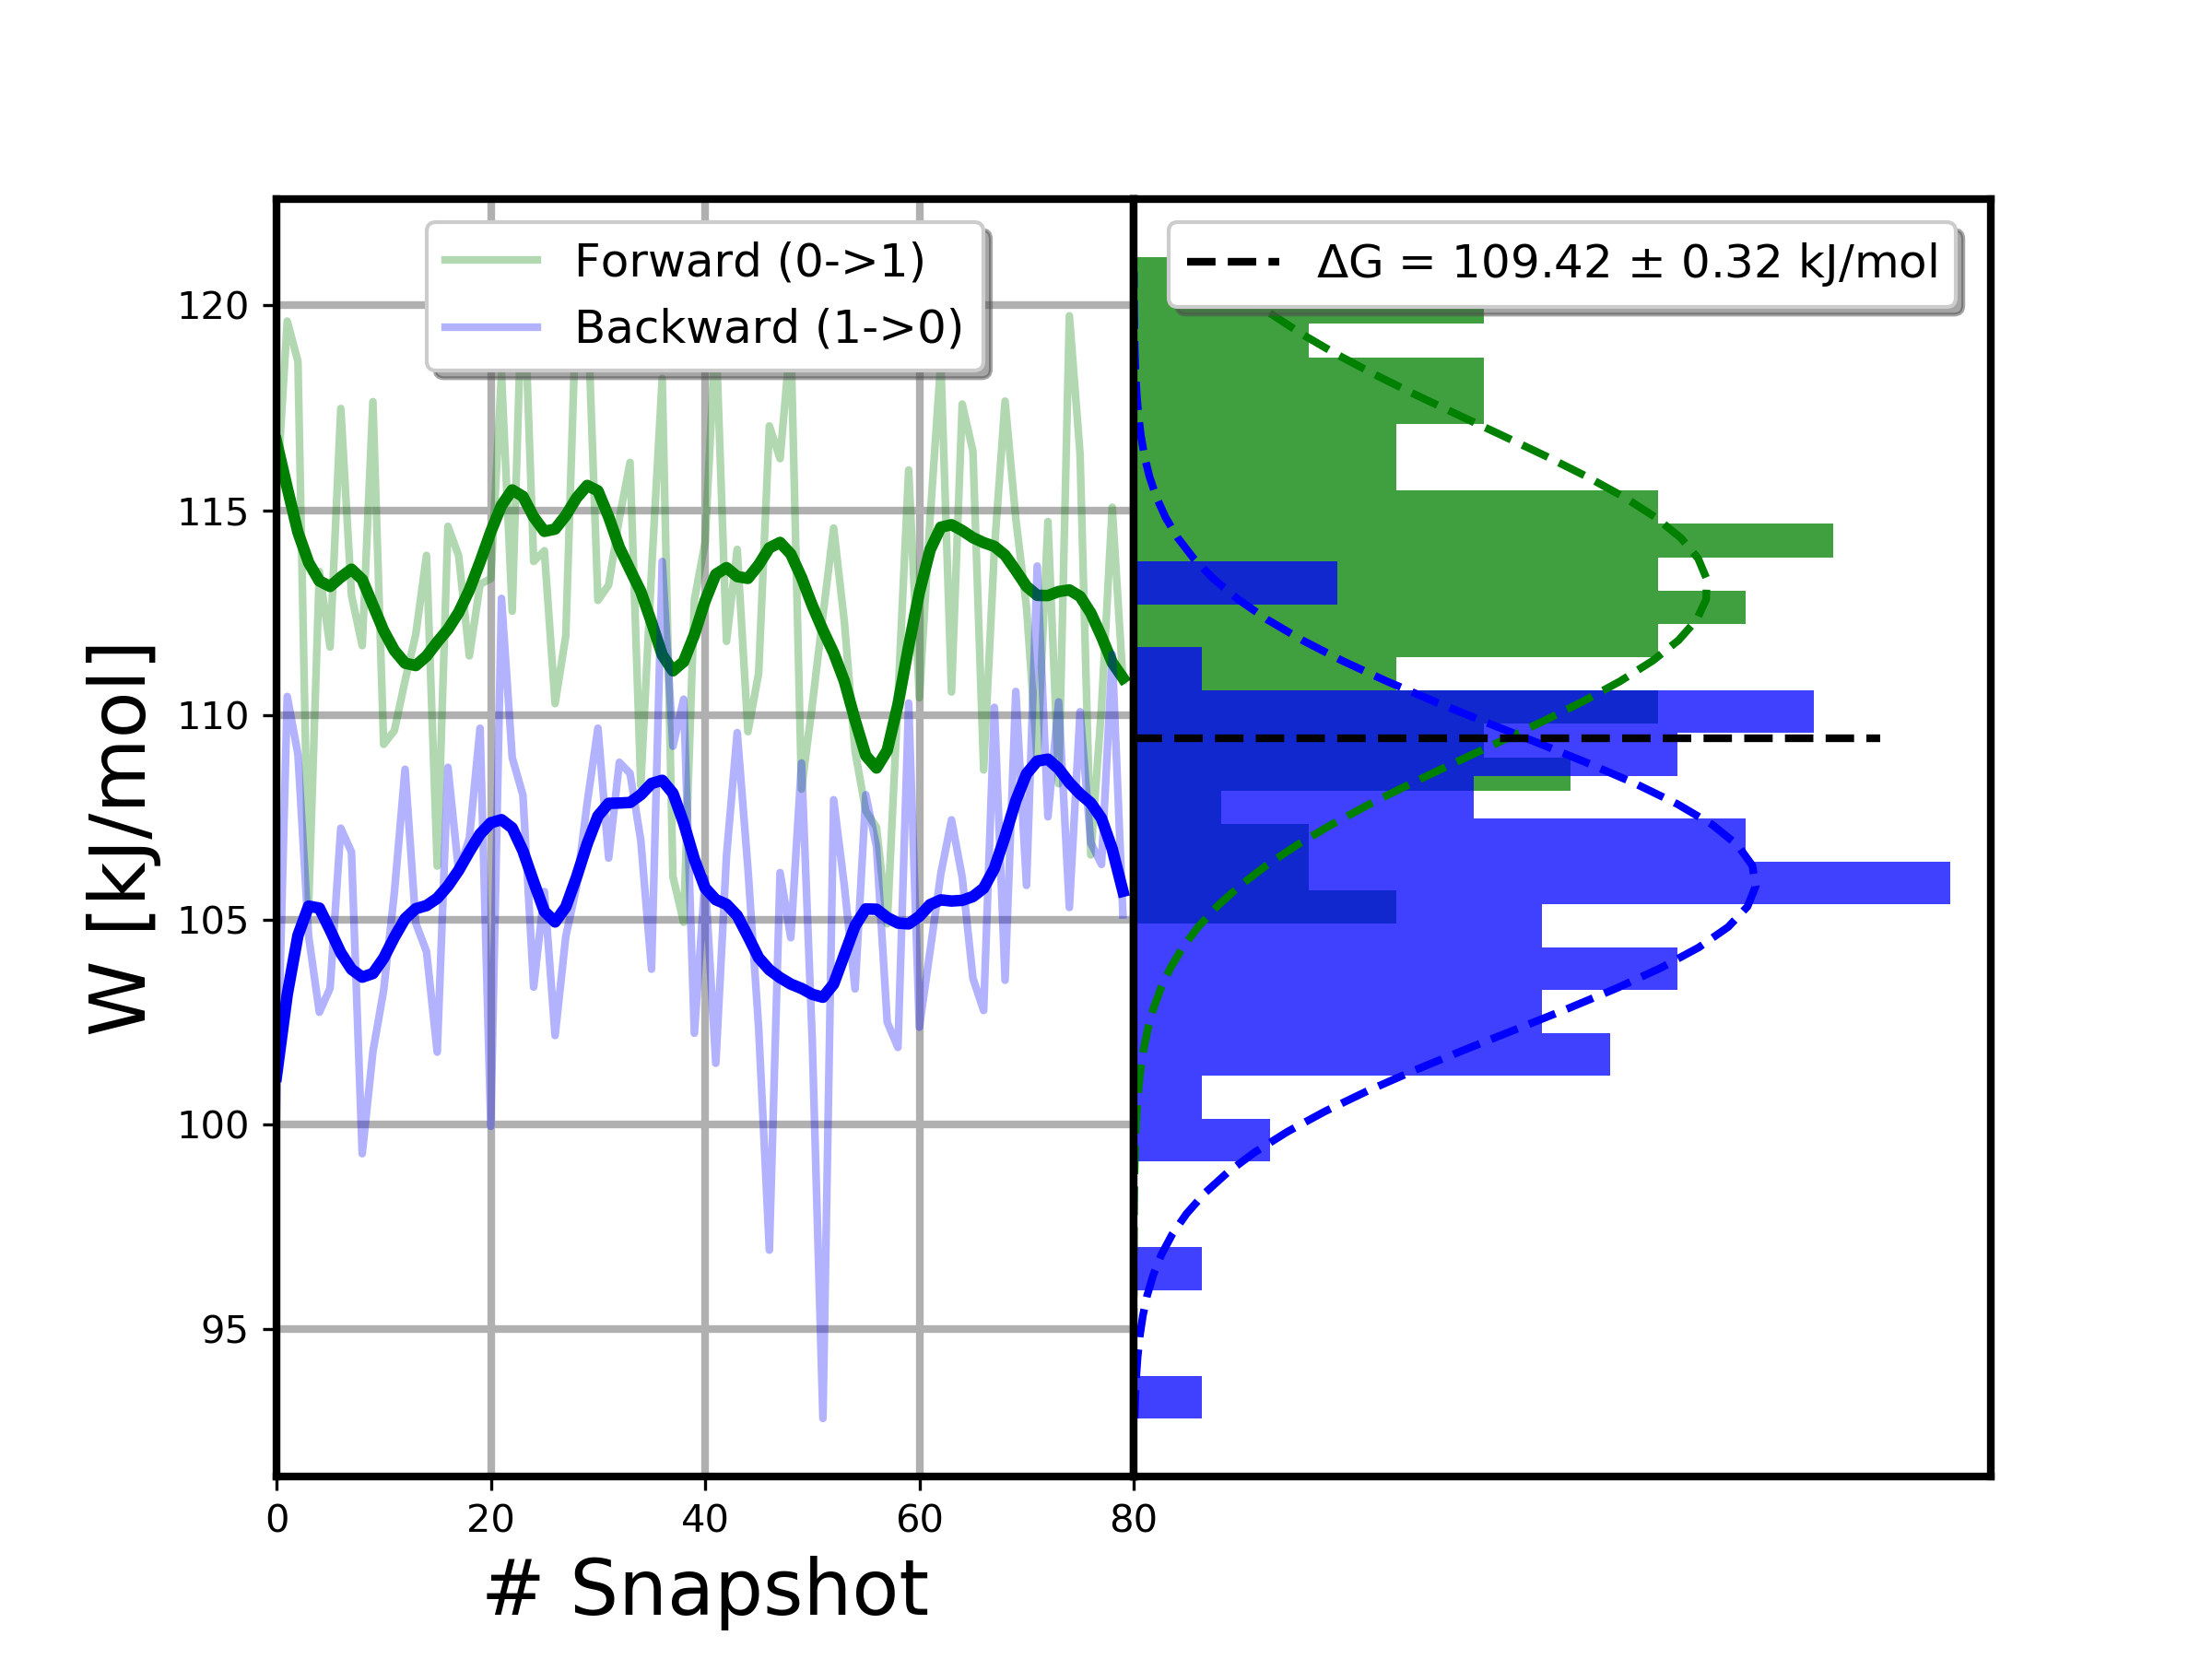 Forward (0->1)
Backward (1->0)
ΔG = 109.42 ± 0.32 kJ/mol
W [kJ/mol]
120
115
110
105
100
95
0 20 40 60 80
# Snapshot